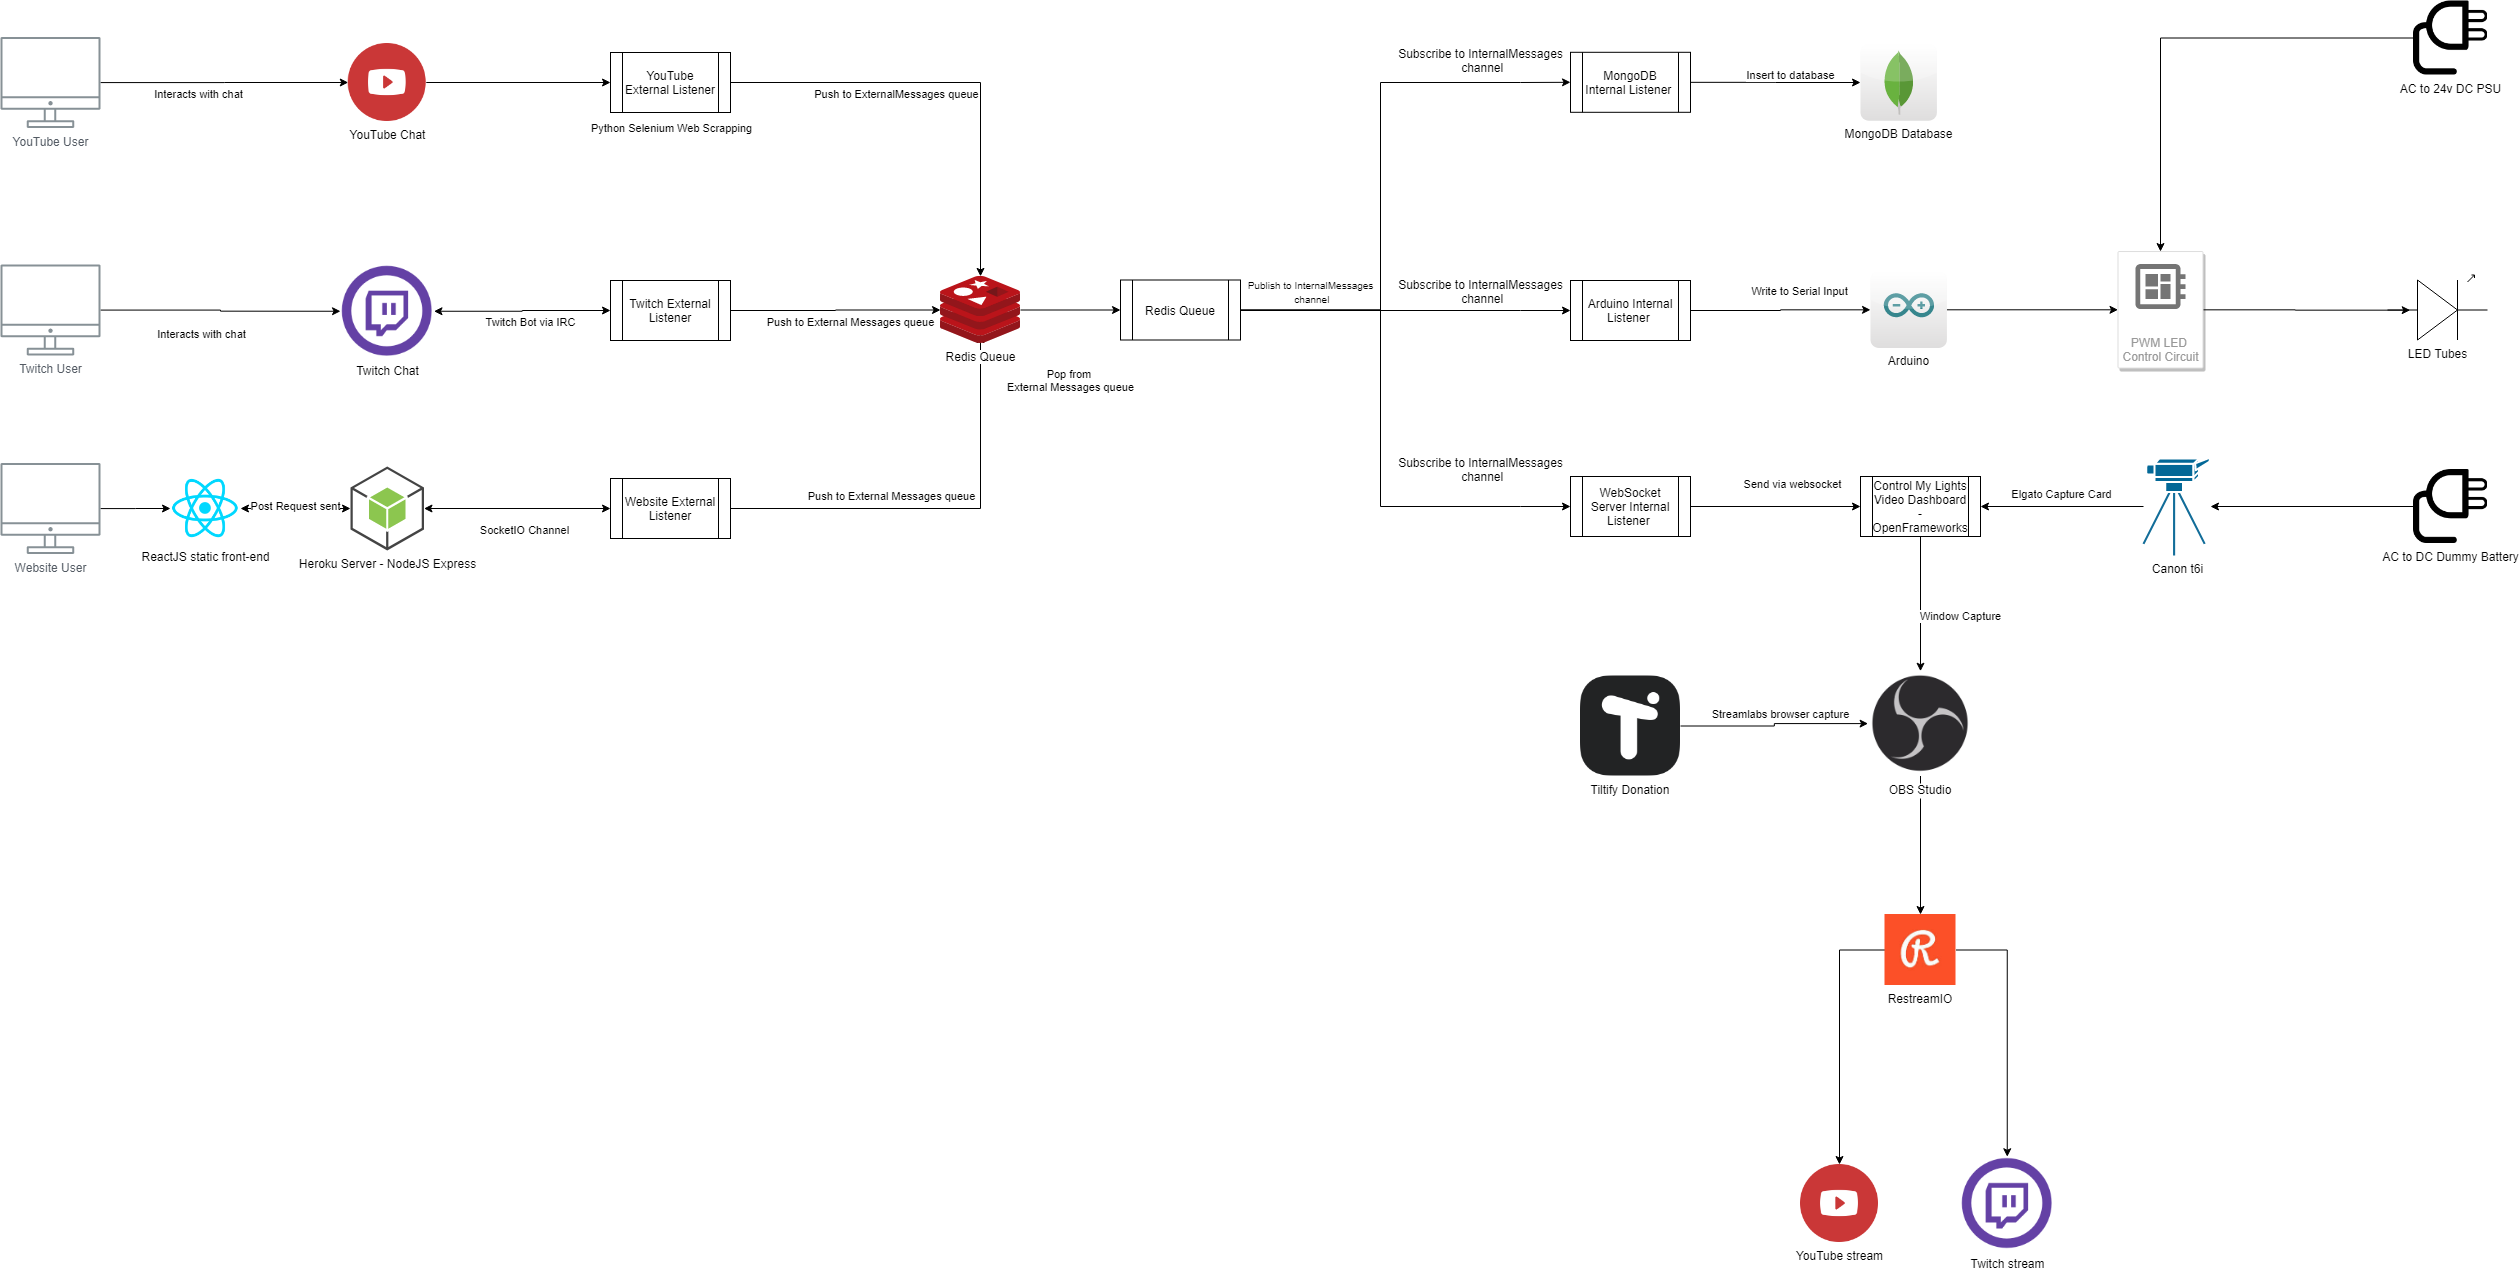 AC to 24v DC PSU
YouTube User
Interacts with chat
YouTube Chat
YouTube
External Listener
Python Selenium Web Scrapping
Push to ExternalMessages queue
Subscribe to InternalMessages
channel
MongoDB
Internal Listener
Insert to database
MongoDB Database
Twitch User
Interacts with chat
Twitch Chat
Twitch Bot via IRC
Twitch External
Listener
Push to External Messages queue
Redis Queue
Pop from
External Messages queue
Redis Queue
Publish to InternalMessages
channel
Subscribe to InternalMessages
channel
Arduino Internal
Listener
Write to Serial Input
Arduino
PWM LED
Control Circuit
LED Tubes
Website User
ReactJS static front-end
Post Request sent
Heroku Server - NodeJS Express
SocketIO Channel
Website External
Listener
Push to External Messages queue
Subscribe to InternalMessages
channel
WebSocket
Server Internal
Listener
Send via websocket
Control My Lights
Video Dashboard
-
OpenFrameworks
Elgato Capture Card
Canon t6i
AC to DC Dummy Battery
Window Capture
Tiltify Donation
Streamlabs browser capture
OBS Studio
RestreamIO
YouTube stream
Twitch stream